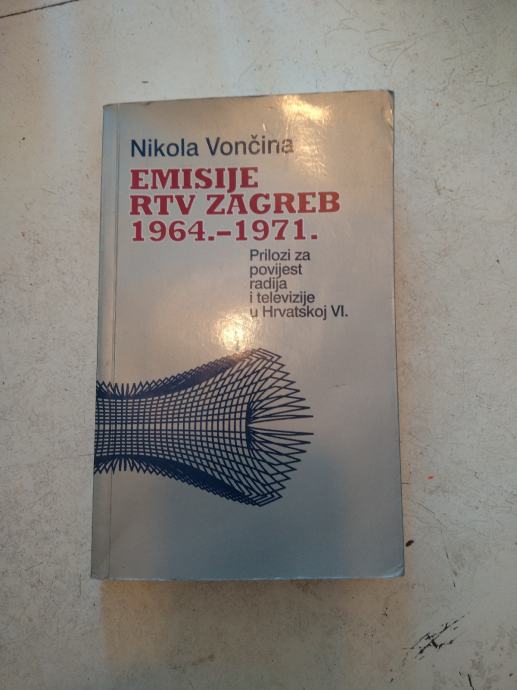 Nikola Vončina
EMISIJE
RTV ZAGREB
1964.–1971.
Prilozi za
povijest
radija
i televizije
u Hrvatskoj VI.